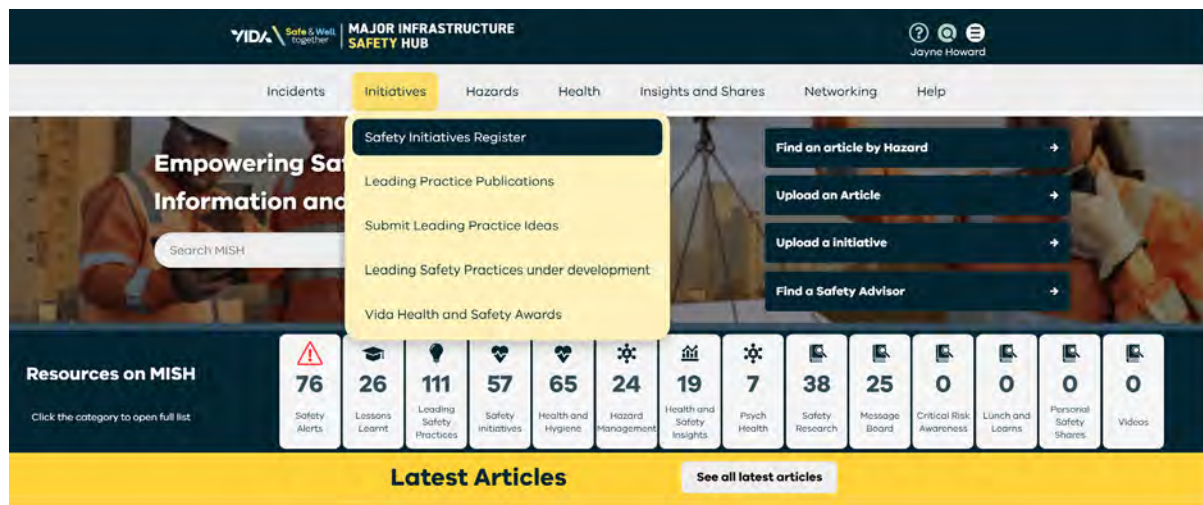 VIDA Safe & Well together MAJOR INFRASTRUCTURE SAFETY HUB
Jayne Howard
Incidents Initiatives Hazards Health Insights and Shares Networking Help
Safety Initiatives Register
Leading Practice Publications
Submit Leading Practice Ideas
Leading Safety Practices under development
Vida Health and Safety Awards
Empowering Sa
Information and
Search MISH
Find an article by Hazard
Upload an Article
Upload a initiative
Find a Safety Advisor
Resources on MISH
Click the category to open full list
76 Safety Alerts
26 Lessons Learnt
111 Leading Safety Practices
57 Safety Initiatives
65 Health and Hygiene
24 Hazard Management
19 Health and Safety Insights
7 Psych Health
38 Safety Research
25 Message Board
0 Critical Risk Awareness
0 Lunch and Learns
0 Personal Safety Shares
0 Videos
Latest Articles
See all latest articles